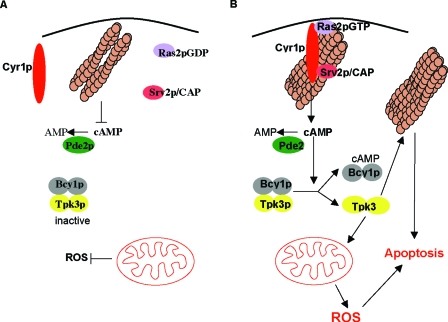 A
Cyr1p
Ras2pGDP
Srv2p/CAP
AMP
cAMP
Pde2p
Bcy1p
Tpk3p
inactive
ROS
B
Ras2pGTP
Cyr1p
Srv2p/CAP
AMP
cAMP
Pde2
cAMP
Bcy1p
Bcy1p
Tpk3p
Tpk3
Apoptosis
ROS